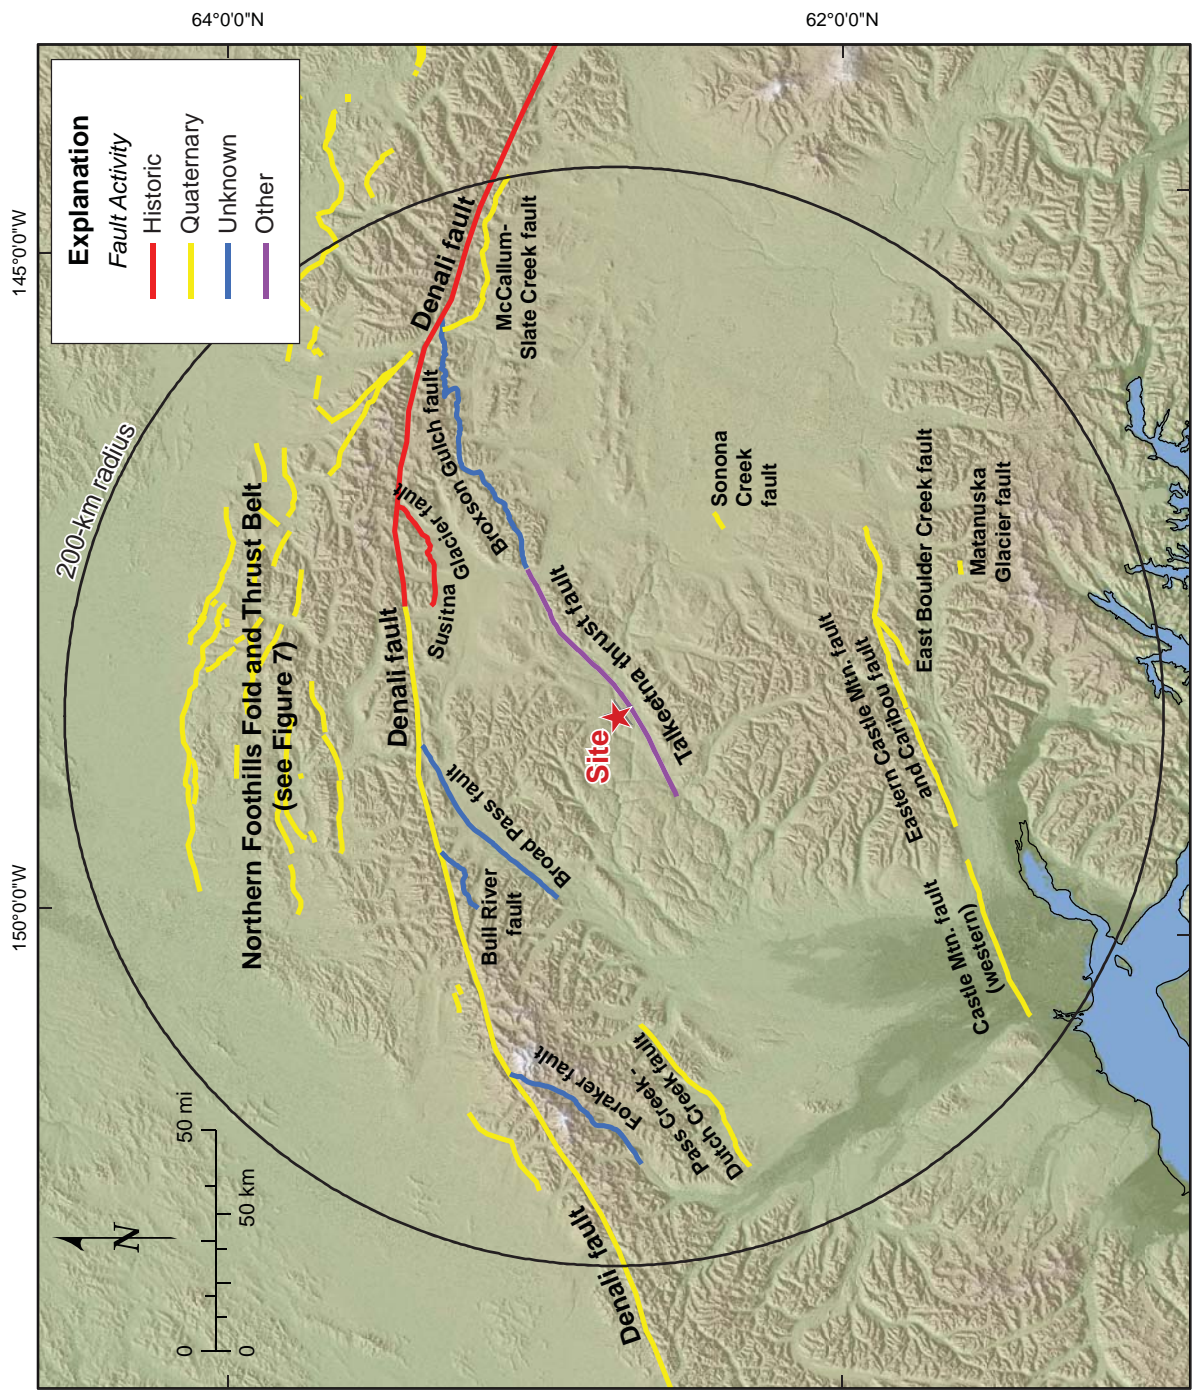 64°0'0"N
62°0'0"N
145°0'0"W
150°0'0"W
Explanation
Fault Activity
Historic
Quaternary
Unknown
Other
200-km radius
Northern Foothills Fold and Thrust Belt
(see Figure 7)
Denali fault
McCallum-
Slate Creek fault
Broxson Gulch fault
Susitna Glacier fault
Denali fault
Talkeetna thrust fault
Site
Sonona
Creek
fault
Broad Pass fault
Bull River
fault
East Boulder Creek fault
Matanuska
Glacier fault
Eastern Castle Mtn. fault
and Caribou fault
Castle Mtn. fault
(western)
Foraker fault
Pass Creek -
Dutch Creek fault
Denali fault
N
0
50 mi
0
50 km